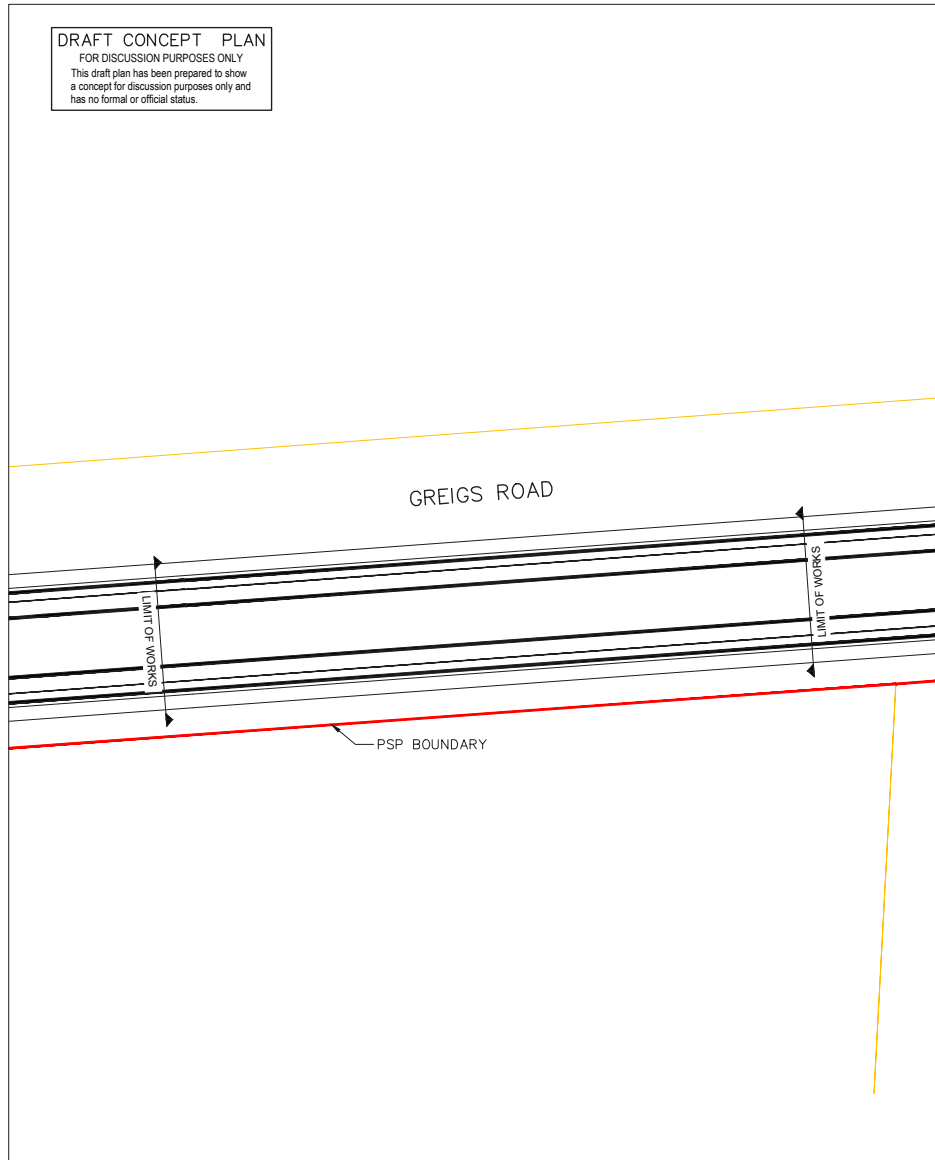 DRAFT CONCEPT PLAN
FOR DISCUSSION PURPOSES ONLY
This draft plan has been prepared to show
a concept for discussion purposes only and
has no formal or official status.
GREIGS ROAD
LIMIT OF WORKS
LIMIT OF WORKS
PSP BOUNDARY